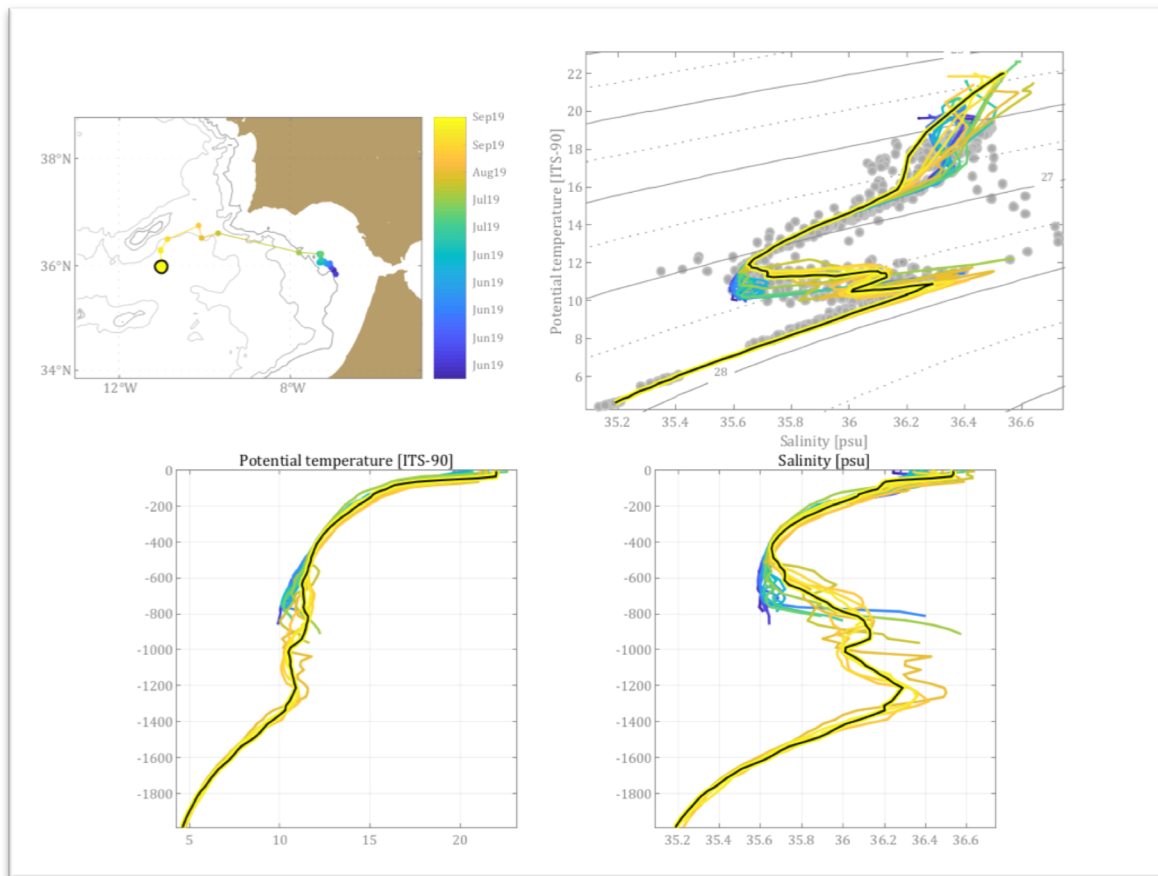 Sep19
Sep19
Aug19
Jul19
Jul19
Jun19
Jun19
Jun19
Jun19
Jun19
38°N
36°N
34°N
12°W
8°W
22
20
18
16
14
12
10
8
6
Potential temperature [ITS-90]
27
28
35.2
35.4
35.6
35.8
36
36.2
36.4
36.6
Salinity [psu]
Potential temperature [ITS-90]
0
-200
-400
-600
-800
-1000
-1200
-1400
-1600
-1800
5
10
15
20
Salinity [psu]
0
-200
-400
-600
-800
-1000
-1200
-1400
-1600
-1800
35.2
35.4
35.6
35.8
36
36.2
36.4
36.6